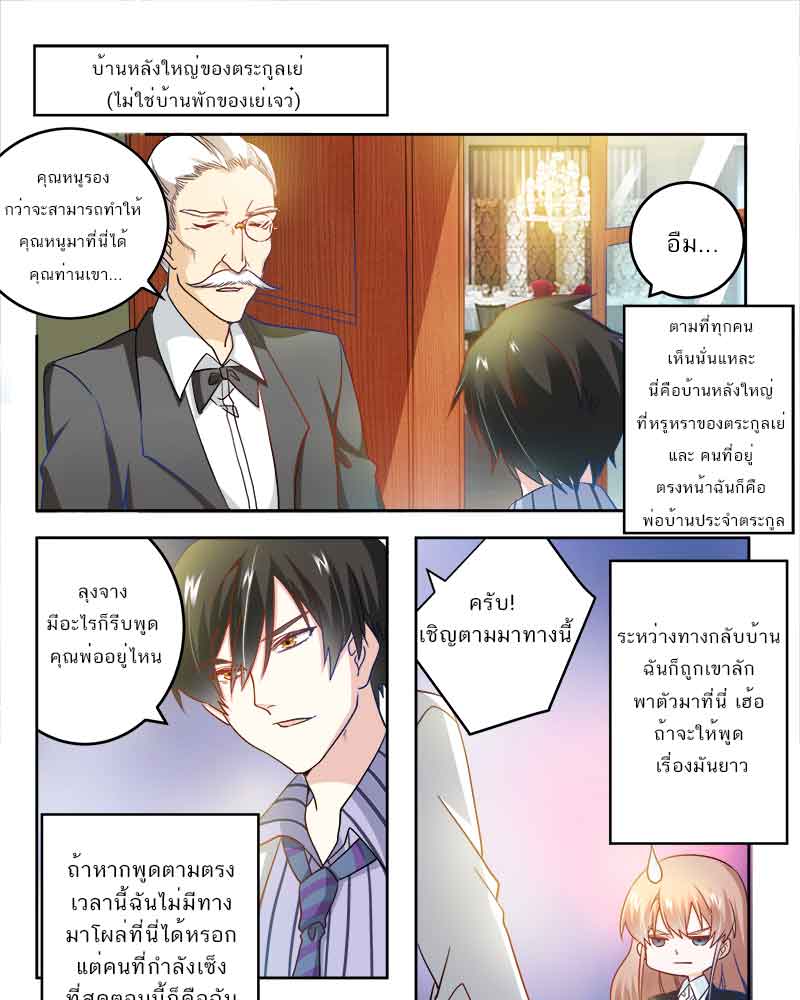 บ้านหลังใหญ่ของตระกูลเย่
(ไม่ใช่บ้านพักของเย่เจว๋)
คุณหนูรอง
กว่าจะสามารถทำให้
คุณหนูมาที่นี่ได้
คุณท่านเขา...
อืม...
ตามที่ทุกคน
เห็นนั่นแหละ
นี่คือบ้านหลังใหญ่
ที่หรูหราของตระกูลเย่
และ คนที่อยู่
ตรงหน้าฉันก็คือ
พ่อบ้านประจำตระกูล
ลุงจาง
มีอะไรก็รีบพูด
คุณพ่ออยู่ไหน
ถ้าหากพูดตามตรง
เวลานี้ฉันไม่มีทาง
มาโผล่ที่นี่ได้หรอก
แต่คนที่กำลังเซ็ง
ที่สุดตอนนี้ก็คือฉัน
ครับ!
เชิญตามมาทางนี้
ระหว่างทางกลับบ้าน
ฉันก็ถูกเขาลัก
พาตัวมาที่นี่ เฮ้อ
ถ้าจะให้พูด
เรื่องมันยาว